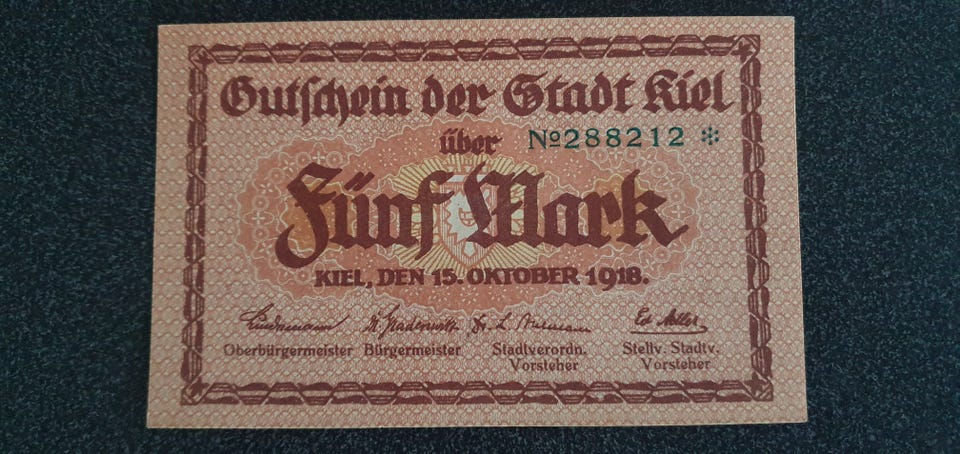 Gutschein der Stadt Kiel
über
№288212 *
Fünf Mark
KIEL, DEN 15. OKTOBER 1918.
Lindemann
Oberbürgermeister Bürgermeister Stadtverordn. Vorsteher Stellv. Stadtv. Vorsteher